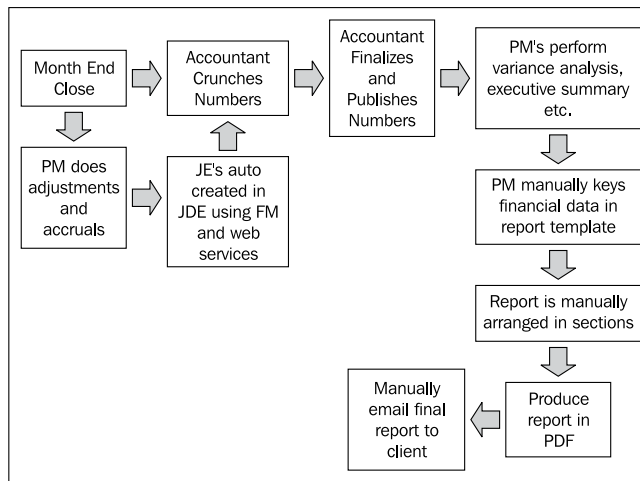 Month End
Close
Accountant
Crunches
Numbers
Accountant
Finalizes
and
Publishes
Numbers
PM's perform
variance analysis,
executive summary
etc.
PM does
adjustments
and
accruals
JE's auto
created in
JDE using FM
and web
services
PM manually keys
financial data in
report template
Report is manually
arranged in sections
Produce
report in
PDF
Manually
email final
report to
client